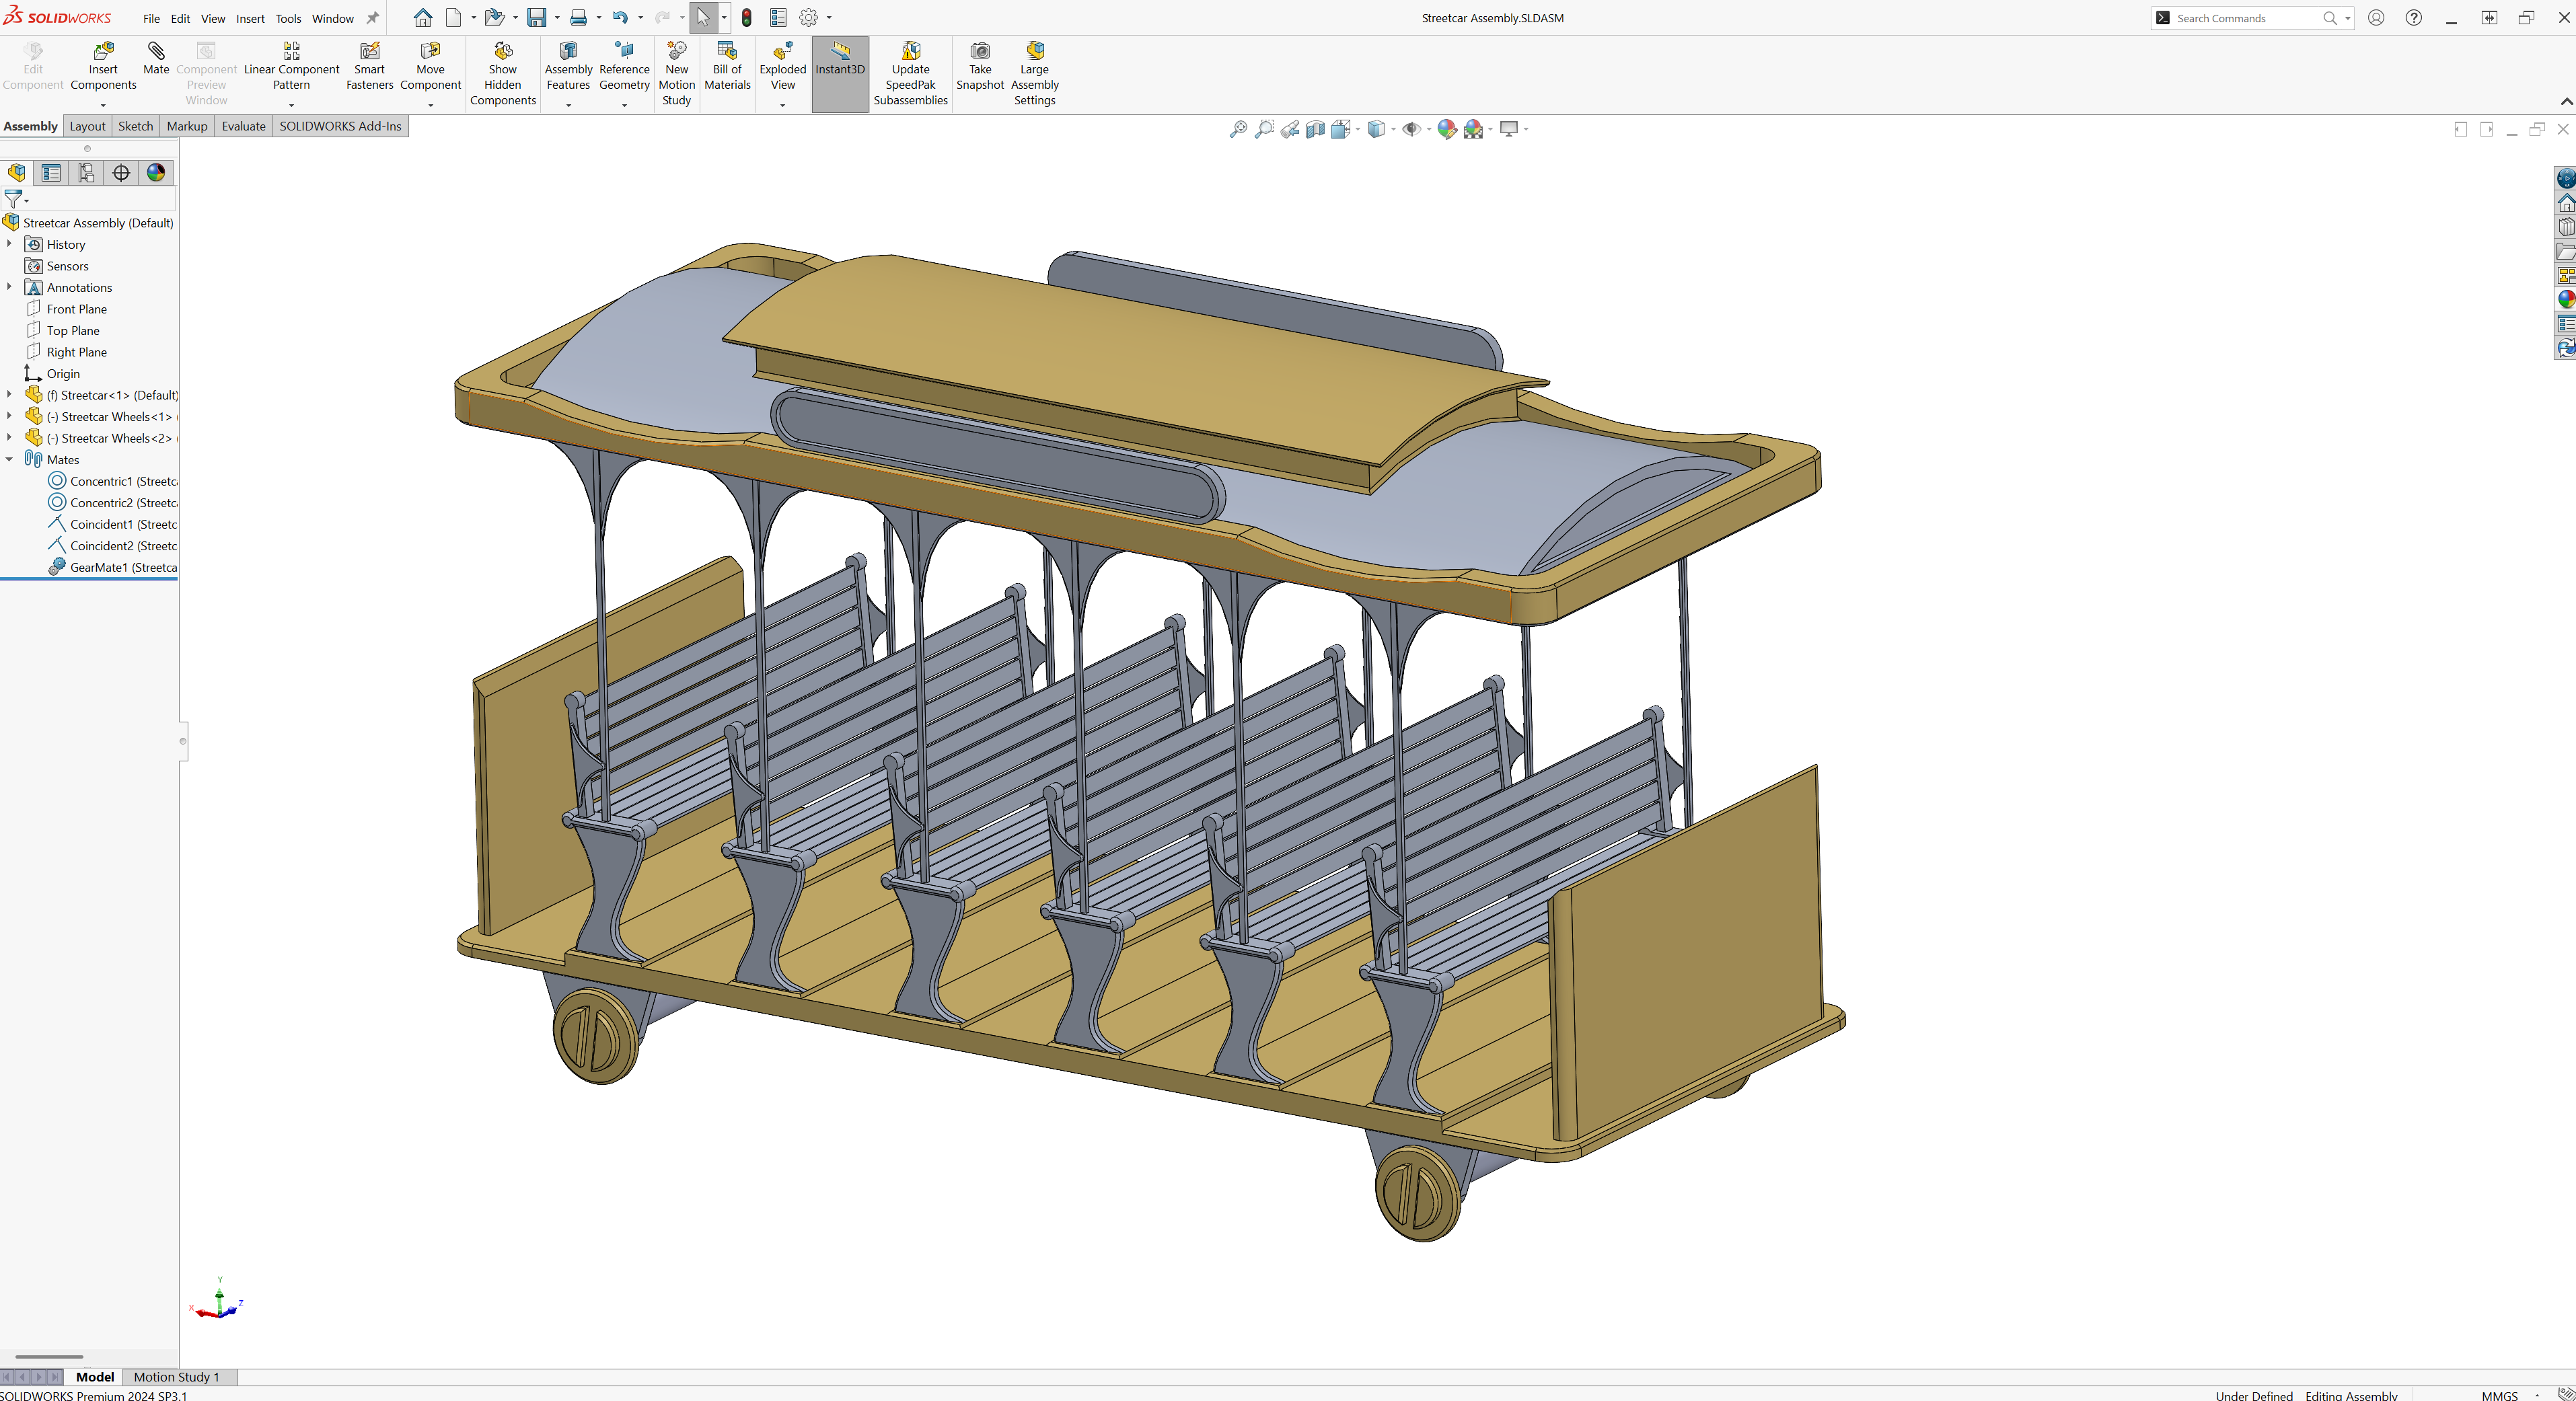 SOLIDWORKS File Edit View Insert Tools Window Streetcar Assembly.SLDASM Search Commands
Edit Component
Insert Components
Mate
Component Preview Window
Linear Component Pattern
Smart Fasteners
Move Component
Show Hidden Components
Assembly Features
Reference Geometry
New Motion Study
Bill of Materials
Exploded View
Instant3D
Update SpeedPak Subassemblies
Take Snapshot
Large Assembly Settings
Assembly Layout Sketch Markup Evaluate SOLIDWORKS Add-Ins
Streetcar Assembly (Default)
History
Sensors
Annotations
Front Plane
Top Plane
Right Plane
Origin
(f) Streetcar<1> (Default)
(-) Streetcar Wheels<1> (
(-) Streetcar Wheels<2> (
Mates
Concentric1 (Streetca
Concentric2 (Streetca
Coincident1 (Streetc
Coincident2 (Streetc
GearMate1 (Streetca
Y
X
Z
Model Motion Study 1
SOLIDWORKS Premium 2024 SP3.1 Under Defined Editing Assembly MMGS